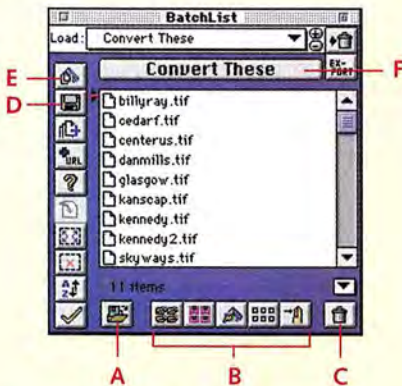 BatchList
Load: Convert These
Convert These
EX-PORT
URL
?
A Z
billyray.tif
cedarf.tif
centerus.tif
danmills.tif
glasgow.tif
kanscap.tif
kennedy.tif
kennedy2.tif
skyways.tif
11 items
E
D
F
A
B
C